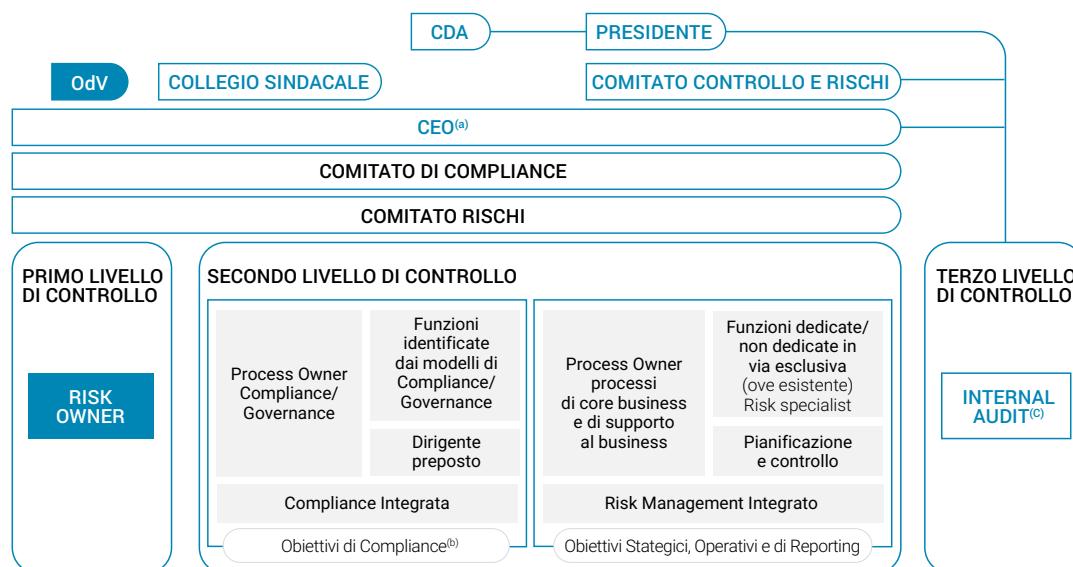 CDA
PRESIDENTE
OdV
COLLEGIO SINDACALE
COMITATO CONTROLLO E RISCHI
CEO(a)
COMITATO DI COMPLIANCE
COMITATO RISCHI
PRIMO LIVELLO
DI CONTROLLO
RISK
OWNER
SECONDO LIVELLO DI CONTROLLO
Process Owner
Compliance/
Governance
Funzioni
identificate
dai modelli di
Compliance/
Governance
Dirigente
preposto
Compliance Integrata
Obiettivi di Compliance(b)
Process Owner
processi
di core business
e di supporto
al business
Funzioni dedicate/
non dedicate in
via esclusiva
(ove esistente)
Risk specialist
Pianificazione
e controllo
Risk Management Integrato
Obiettivi Stategici, Operativi e di Reporting
TERZO LIVELLO
DI CONTROLLO
INTERNAL
AUDIT(C)